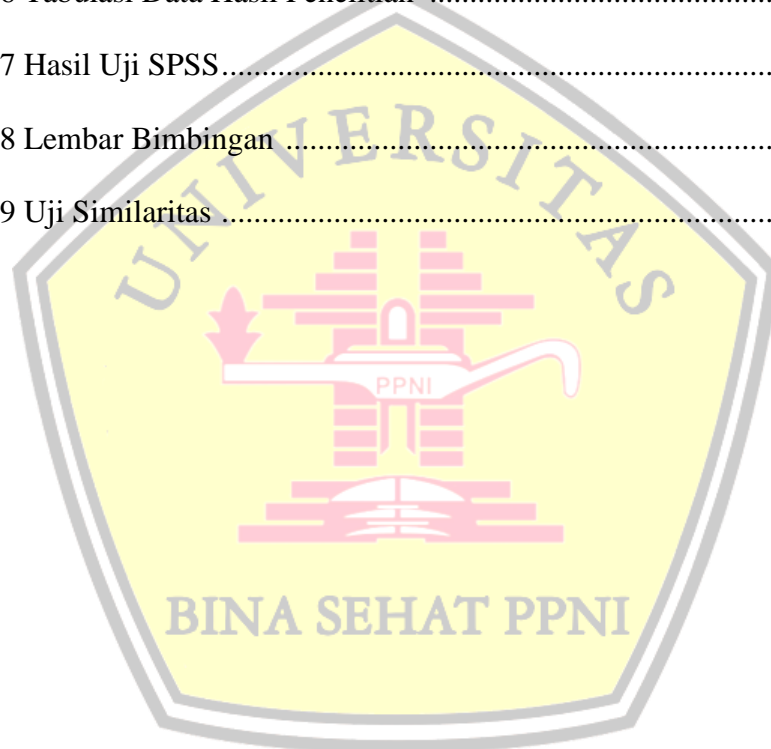 6 Tabulasi Data Hasil Penelitian ........................................
7 Hasil Uji SPSS....................................................................
8 Lembar Bimbingan ............................................................
9 Uji Similaritas ....................................................................
UNIVERSITAS
PPNI
BINA SEHAT PPNI